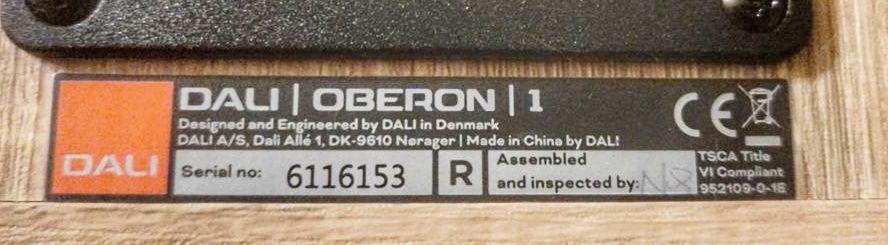 DALI
DALI | OBERON | 1
Designed and Engineered by DALI in Denmark
DALI A/S, Dali Allé 1, DK-9610 Nørager | Made in China by DALI
Serial no: 6116153
R
Assembled
and inspected by:
TSCA Title
VI Compliant
952109-0-1E
CE